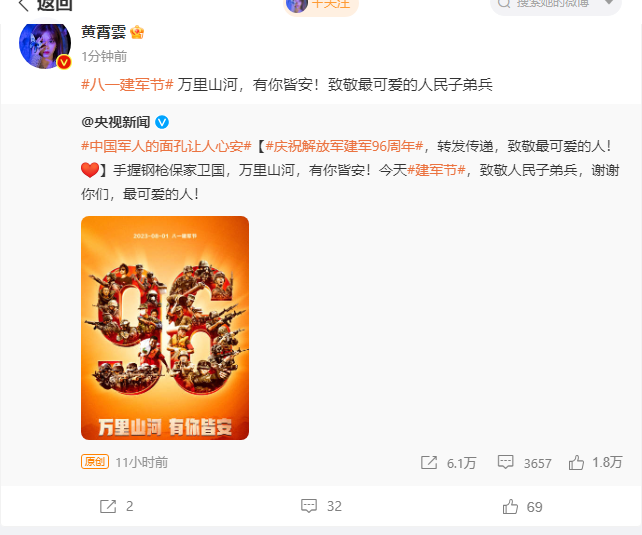 返回
十关注
搜索她的微博
黄霄雲
1分钟前
#八一建军节# 万里山河，有你皆安！致敬最可爱的人民子弟兵
@央视新闻
#中国军人的面孔让人心安#【#庆祝解放军建军96周年#，转发传递，致敬最可爱的人！
❤️】手握钢枪保家卫国，万里山河，有你皆安！今天#建军节#，致敬人民子弟兵，谢谢
你们，最可爱的人！
2023-08-01 八一建军节
96
万里山河 有你皆安
原创 11小时前 6.1万 3657 1.8万
2 32 69